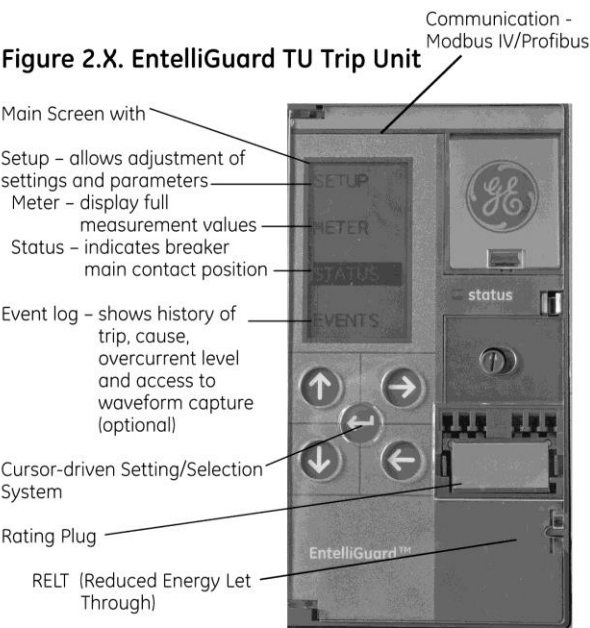 Communication -
Modbus IV/Profibus
Figure 2.X. EntelliGuard TU Trip Unit
Main Screen with
Setup – allows adjustment of
settings and parameters
Meter – display full
measurement values
Status – indicates breaker
main contact position
Event log – shows history of
trip, cause,
overcurrent level
and access to
waveform capture
(optional)
Cursor-driven Setting/Selection
System
Rating Plug
RELT (Reduced Energy Let
Through)
SETUP
METER
STATUS
EVENTS
GE
status
EntelliGuard™